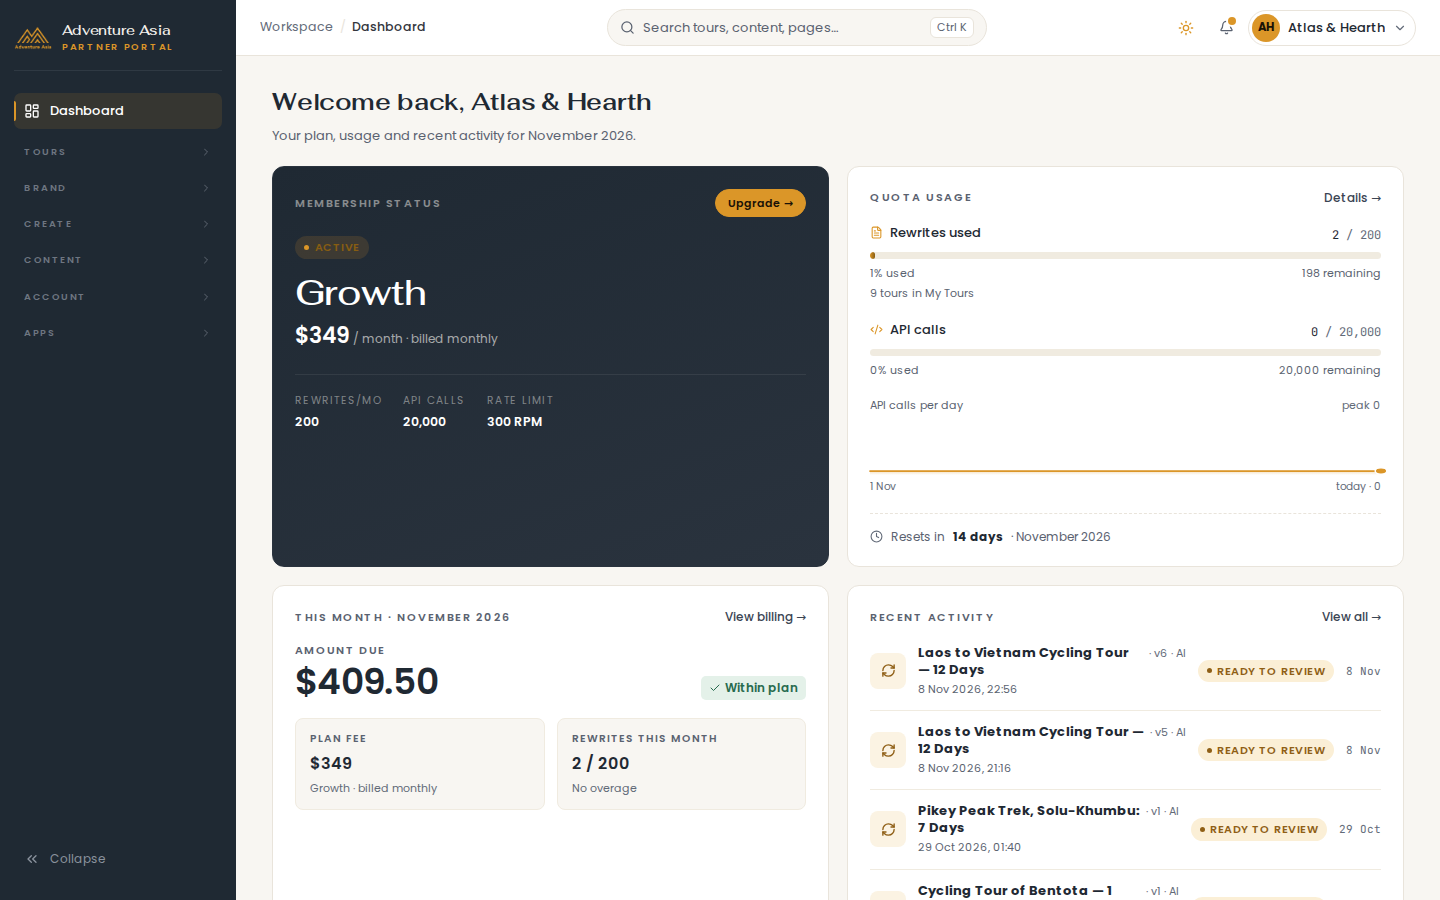 Adventure Asia
Adventure Asia
PARTNER PORTAL
Dashboard
TOURS
BRAND
CREATE
CONTENT
ACCOUNT
APPS
Collapse
Workspace / Dashboard
Search tours, content, pages...
Ctrl K
AH
Atlas & Hearth
Welcome back, Atlas & Hearth
Your plan, usage and recent activity for November 2026.
MEMBERSHIP STATUS
Upgrade →
ACTIVE
Growth
$349 / month · billed monthly
REWRITES/MO API CALLS RATE LIMIT
200 20,000 300 RPM
QUOTA USAGE
Details →
Rewrites used
2 / 200
1% used
198 remaining
9 tours in My Tours
API calls
0 / 20,000
0% used
20,000 remaining
API calls per day
peak 0
1 Nov
today · 0
Resets in 14 days · November 2026
THIS MONTH · NOVEMBER 2026
View billing →
AMOUNT DUE
$409.50
Within plan
PLAN FEE
$349
Growth · billed monthly
REWRITES THIS MONTH
2 / 200
No overage
RECENT ACTIVITY
View all →
Laos to Vietnam Cycling Tour
— 12 Days
· v6 · AI
8 Nov 2026, 22:56
READY TO REVIEW
8 Nov
Laos to Vietnam Cycling Tour —
12 Days
· v5 · AI
8 Nov 2026, 21:16
READY TO REVIEW
8 Nov
Pikey Peak Trek, Solu-Khumbu:
7 Days
· v1 · AI
29 Oct 2026, 01:40
READY TO REVIEW
29 Oct
Cycling Tour of Bentota — 1
· v1 · AI